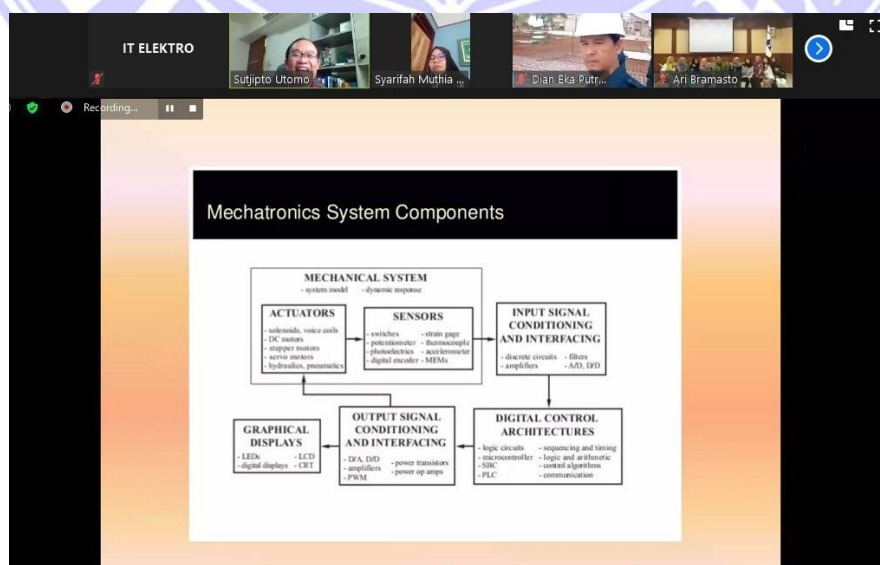 IT ELEKTRO
Sutjipto Utomo
Syarifah Muthia ...
Dian Eka Putr...
Ari Bramasto
Recording...
Mechatronics System Components
MECHANICAL SYSTEM
- system model - dynamic response
ACTUATORS
- solenoids, voice coils
- DC motors
- stepper motors
- servo motors
- hydraulics, pneumatics
SENSORS
- switches - strain gage
- potentiometer - thermocouple
- photoelectrics - accelerometer
- digital encoder - MEMs
INPUT SIGNAL
CONDITIONING
AND INTERFACING
- discrete circuits - filters
- amplifiers - A/D, D/D
GRAPHICAL
DISPLAYS
- LEDs - LCD
- digital displays - CRT
OUTPUT SIGNAL
CONDITIONING
AND INTERFACING
- D/A, D/D - power transistors
- amplifiers - power op amps
- PWM
DIGITAL CONTROL
ARCHITECTURES
- logic circuits - sequencing and timing
- microcontroller - logic and arithmetic
- SBC - control algorithms
- PLC - communication